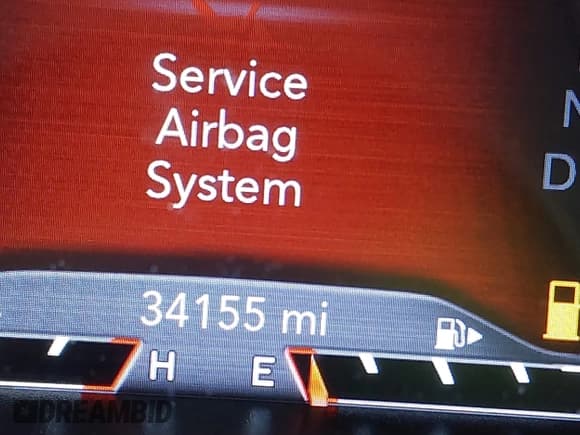 Service
Airbag
System
N
D
34155 mi
H E
DREAMBID